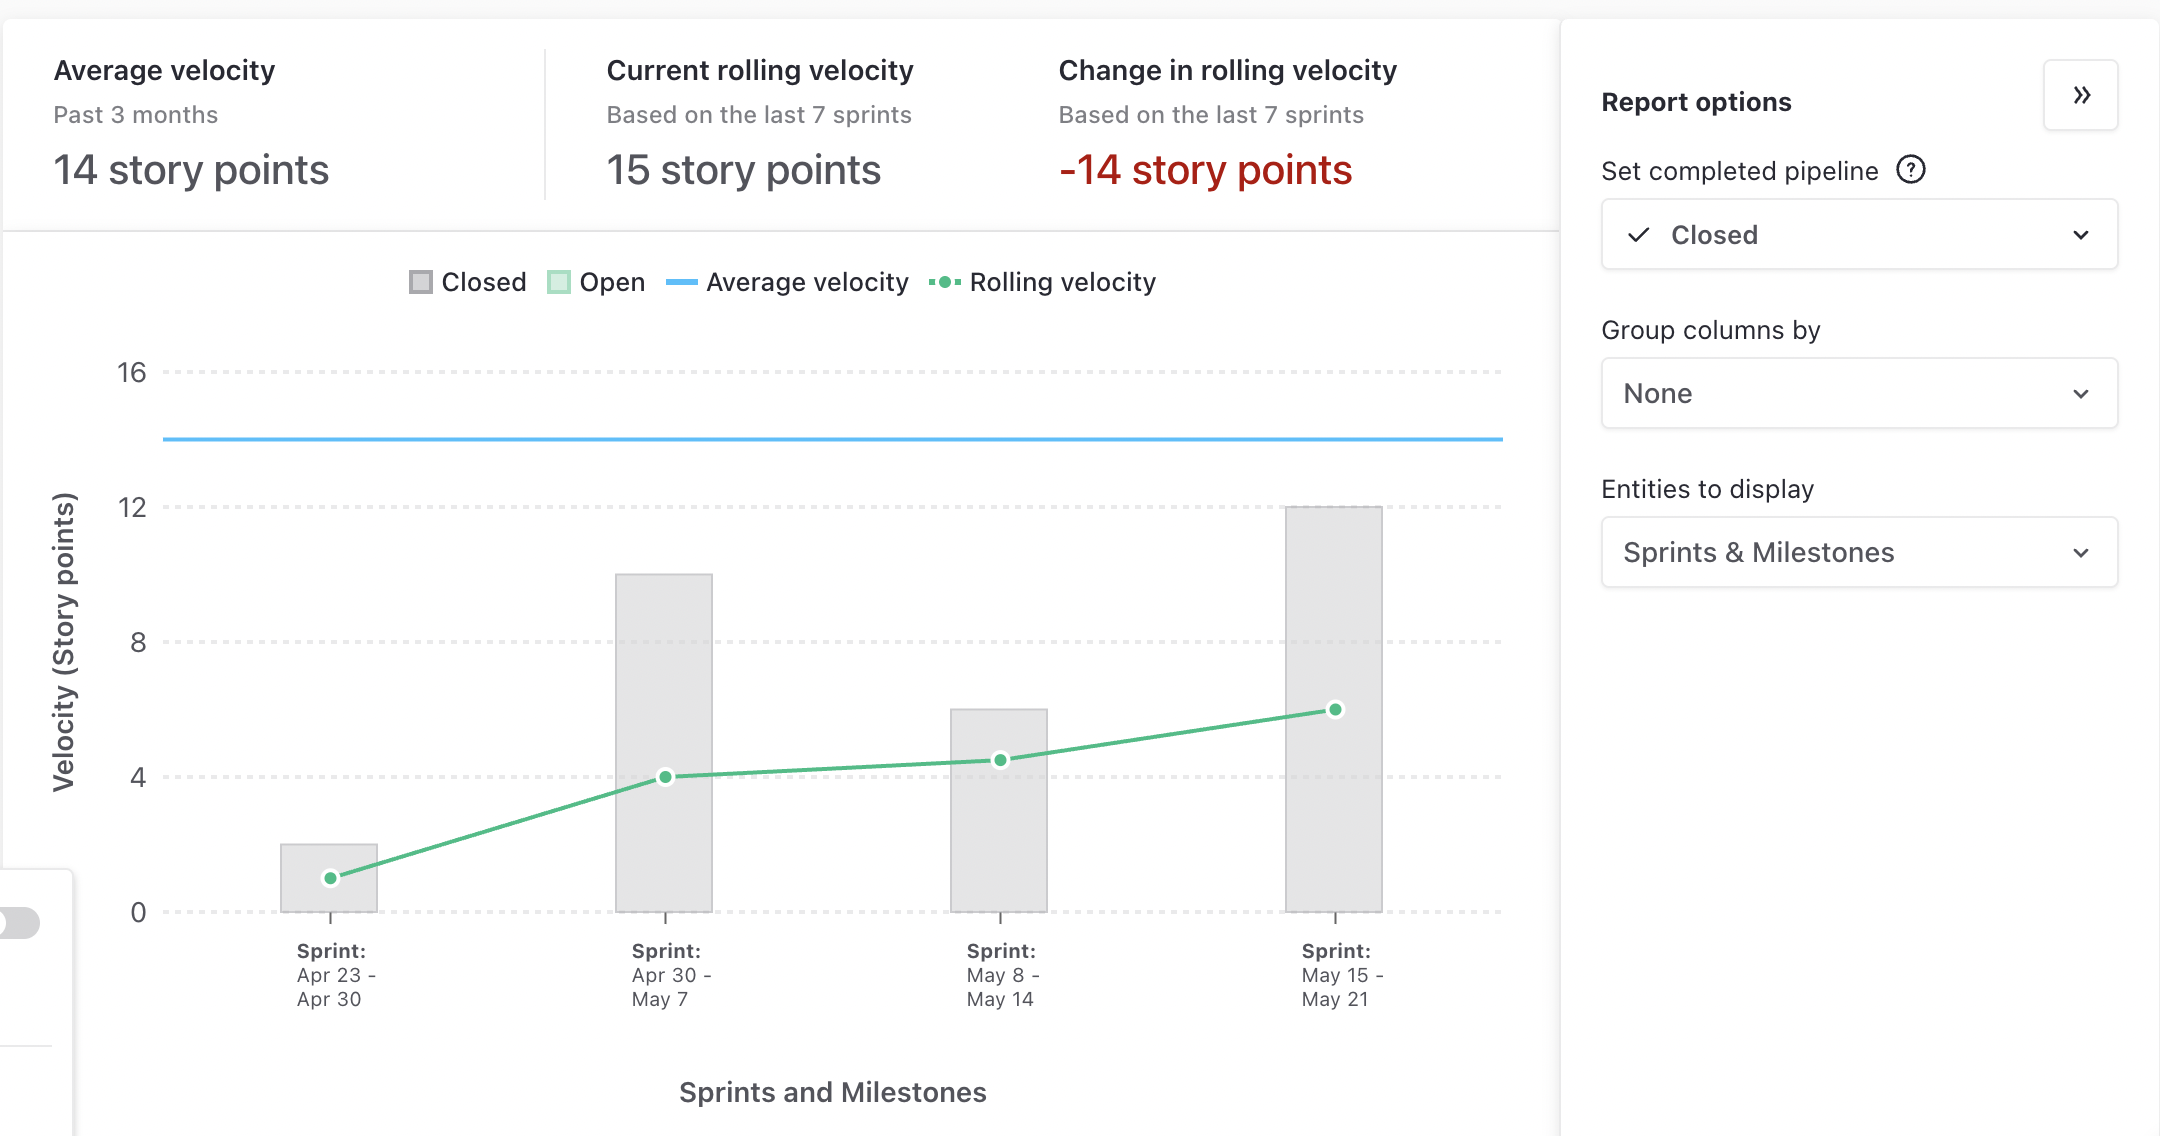 Average velocity
Past 3 months
14 story points
Current rolling velocity
Based on the last 7 sprints
15 story points
Change in rolling velocity
Based on the last 7 sprints
-14 story points
Closed
Open
Average velocity
Rolling velocity
Velocity (Story points)
16
12
8
4
0
Sprint:
Apr 23 -
Apr 30
Sprint:
Apr 30 -
May 7
Sprint:
May 8 -
May 14
Sprint:
May 15 -
May 21
Sprints and Milestones
Report options
Set completed pipeline ?
Closed
Group columns by
None
Entities to display
Sprints & Milestones